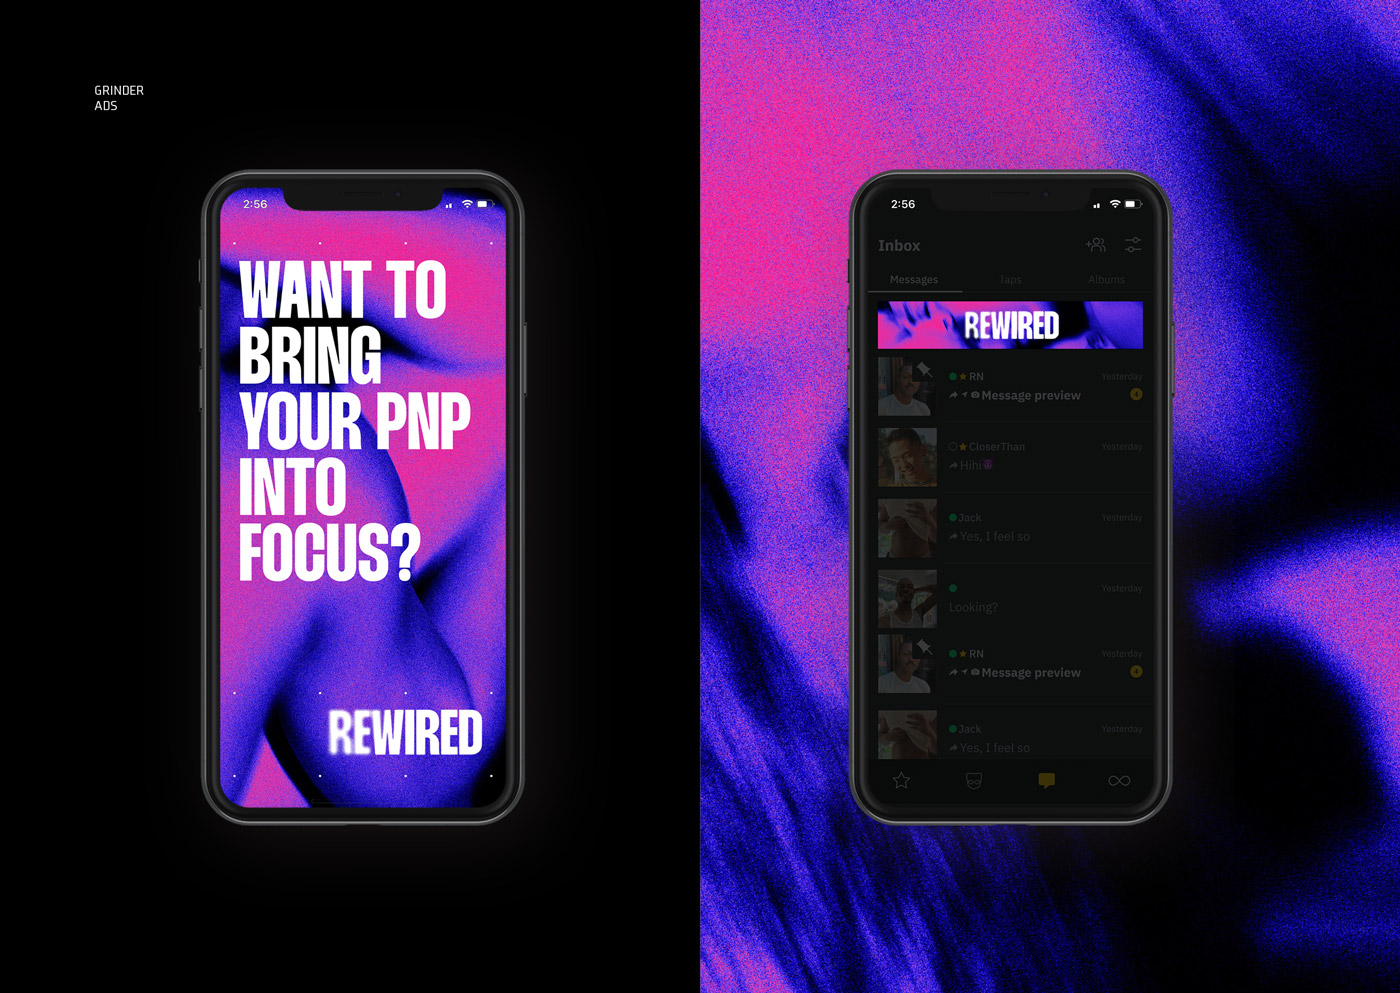 GRINDER
ADS
2:56
WANT TO
BRING
YOUR PNP
INTO
FOCUS?
REWIRED
2:56
Inbox
Messages Taps Albums
REWIRED
RN Yesterday
Message preview 4
CloserThan Yesterday
Hihi😈
Jack Yesterday
Yes, I feel so
Yesterday
Looking?
RN Yesterday
Message preview 4
Jack Yesterday
Yes, I feel so